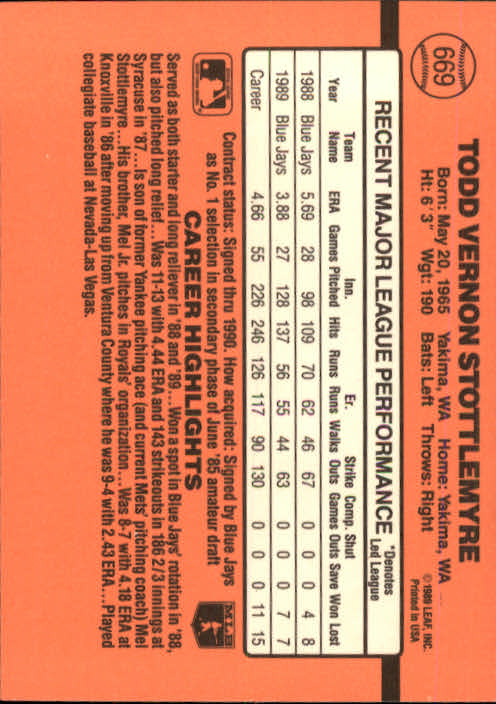 669
TODD VERNON STOTTLEMYRE
Born: May 20, 1965 Yakima, WA Home: Yakima, WA
Ht: 6' 3" Wgt: 190 Bats: Left Throws: Right
© 1989 LEAF, INC.
Printed in USA
RECENT MAJOR LEAGUE PERFORMANCE
*Denotes
Led League
Team Inn. Er. Strike Comp. Shut
Year Name ERA Games Pitched Hits Runs Runs Walks Outs Games Outs Save Won Lost
1988 Blue Jays 5.69 28 98 109 70 62 46 67 0 0 0 4 8
1989 Blue Jays 3.88 27 128 137 56 55 44 63 0 0 0 7 7
Career 4.66 55 226 246 126 117 90 130 0 0 0 11 15
Contract status: Signed thru 1990. How acquired: Signed by Blue Jays
as No. 1 selection in secondary phase of June '85 amateur draft
MLB
CAREER HIGHLIGHTS
Served as both starter and long reliever in '88 and '89 ... Won a spot in Blue Jays' rotation in '88,
but also pitched long relief ... Was 11-13 with 4.44 ERA and 143 strikeouts in 186 2/3 innings at
Syracuse in '87 ... Is son of former Yankee pitching ace (and current Mets' pitching coach) Mel
Stottlemyre ... His brother, Mel Jr. pitches in Royals' organization ... Was 8-7 with 4.18 ERA at
Knoxville in '86 after moving up from Ventura County where he was 9-4 with 2.43 ERA ... Played
collegiate baseball at Nevada-Las Vegas.